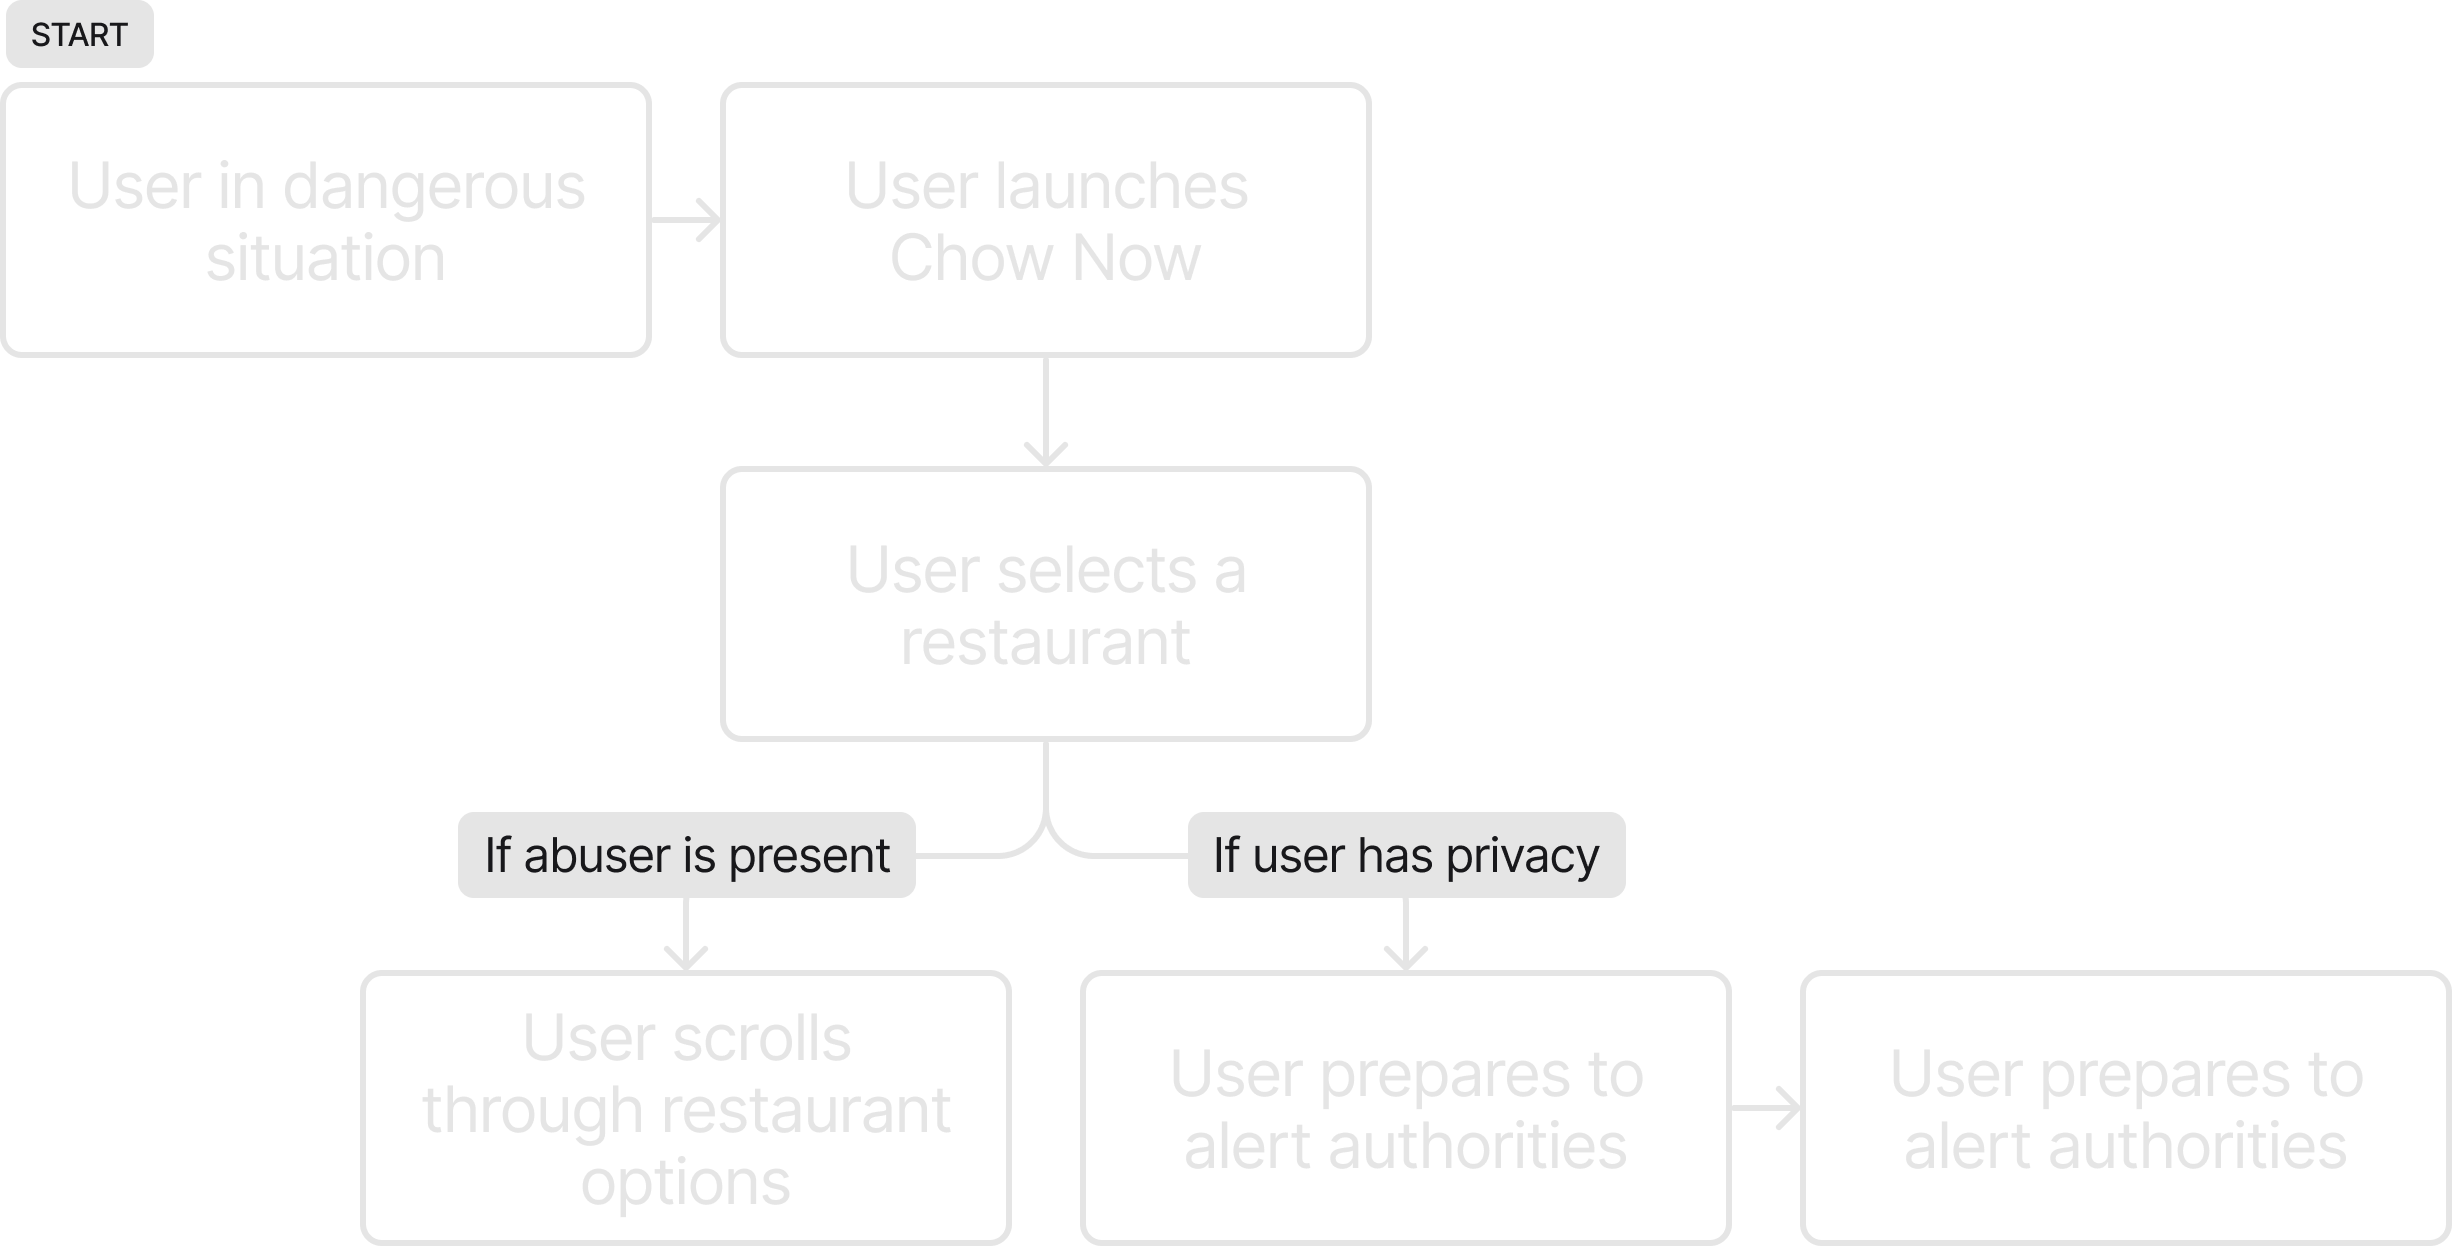 START
User in dangerous
situation
User launches
Chow Now
User selects a
restaurant
If abuser is present
If user has privacy
User scrolls
through restaurant
options
User prepares to
alert authorities
User prepares to
alert authorities